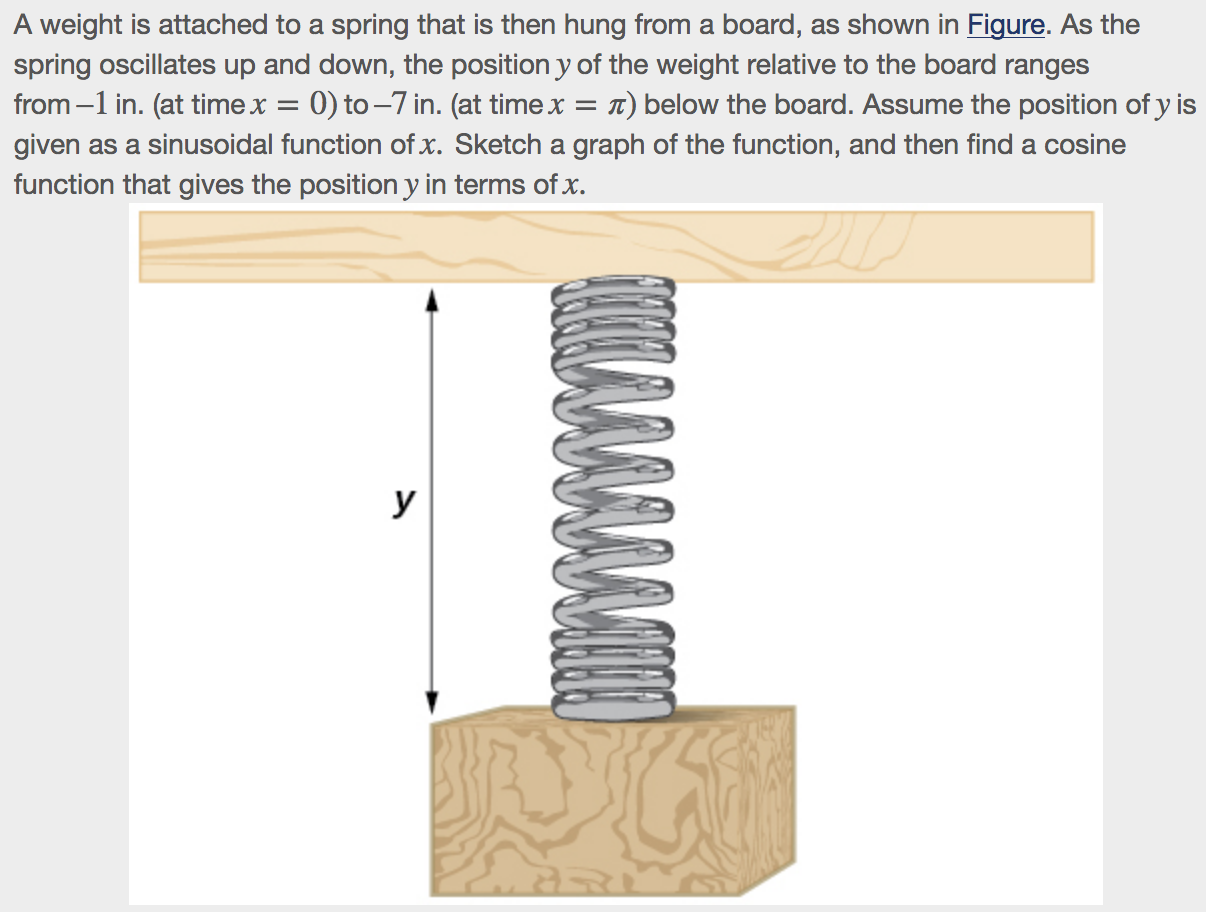 A weight is attached to a spring that is then hung from a board, as shown in Figure. As the
spring oscillates up and down, the position y of the weight relative to the board ranges
from –1 in. (at time x = 0) to –7 in. (at time x = π) below the board. Assume the position of y is
given as a sinusoidal function of x. Sketch a graph of the function, and then find a cosine
function that gives the position y in terms of x.
y